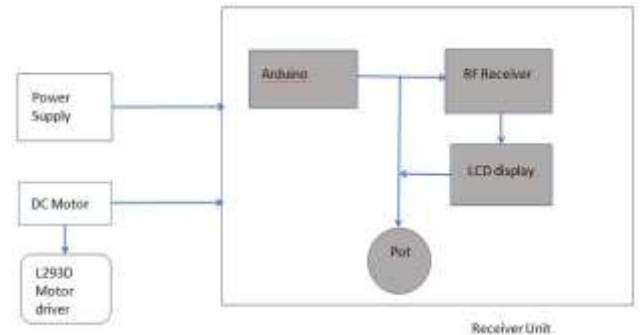 Arduino
RF Receiver
Power
Supply
LCD display
DC Motor
Pot
L293D
Motor
driver
Receiver Unit